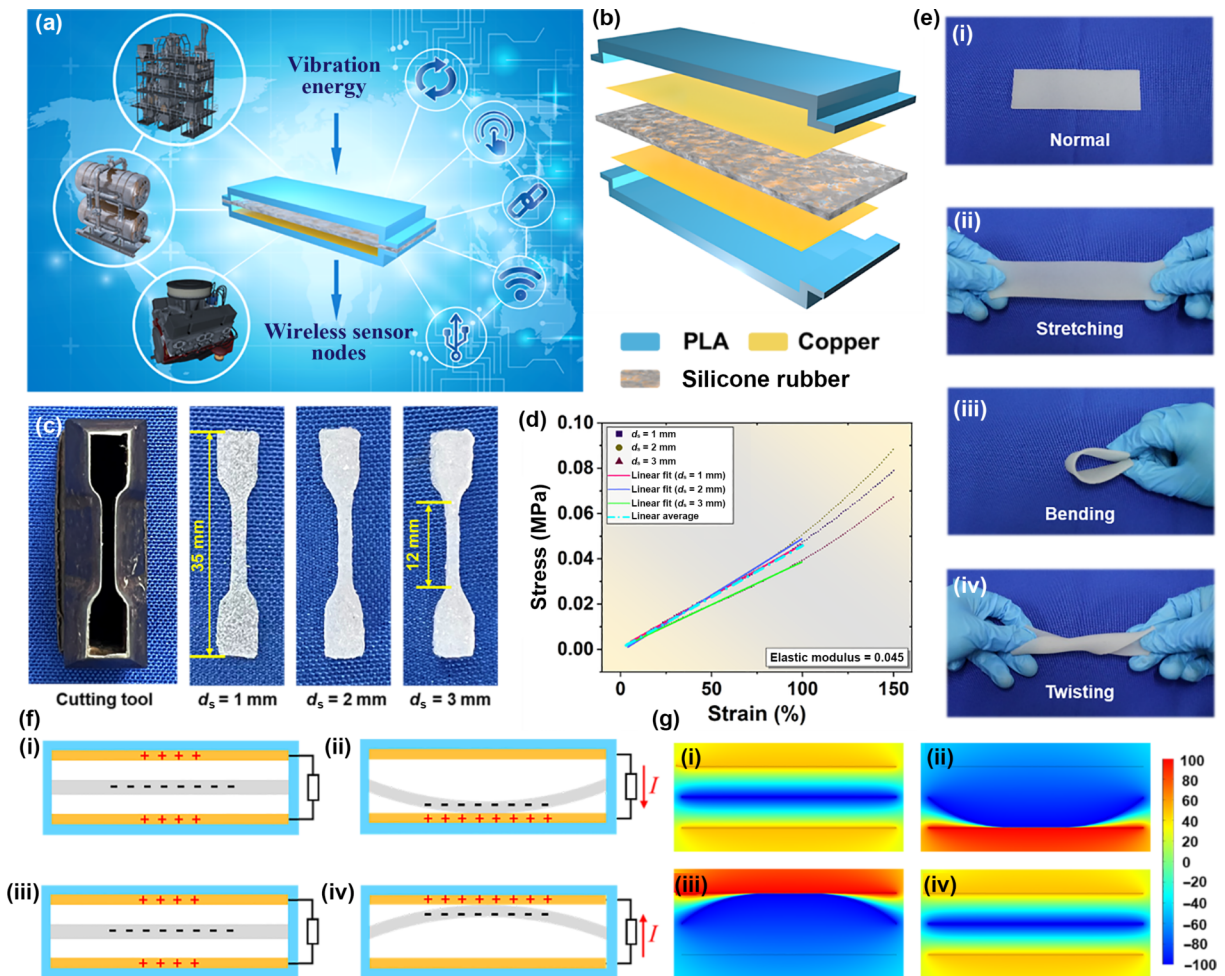 (a)
Vibration
energy
Wireless sensor
nodes
(b)
PLA
Copper
Silicone rubber
(c)
35 mm
12 mm
Cutting tool
dₛ = 1 mm
dₛ = 2 mm
dₛ = 3 mm
(d)
0.10
0.08
0.06
0.04
0.02
0.00
Stress (MPa)
dₛ = 1 mm
dₛ = 2 mm
dₛ = 3 mm
Linear fit (dₛ = 1 mm)
Linear fit (dₛ = 2 mm)
Linear fit (dₛ = 3 mm)
Linear average
Elastic modulus = 0.045
0
50
100
150
Strain (%)
(e)
(i)
Normal
(ii)
Stretching
(iii)
Bending
(iv)
Twisting
(f)
(i)
+ + + +
- - - - - - - -
+ + + +
(ii)
- - - - - - - -
+ + + + + + + +
I
(iii)
+ + + +
- - - - - - - -
+ + + +
(iv)
+ + + + + + + +
- - - - - - - -
I
(g)
(i)
(ii)
(iii)
(iv)
100
80
60
40
20
0
−20
−40
−60
−80
−100